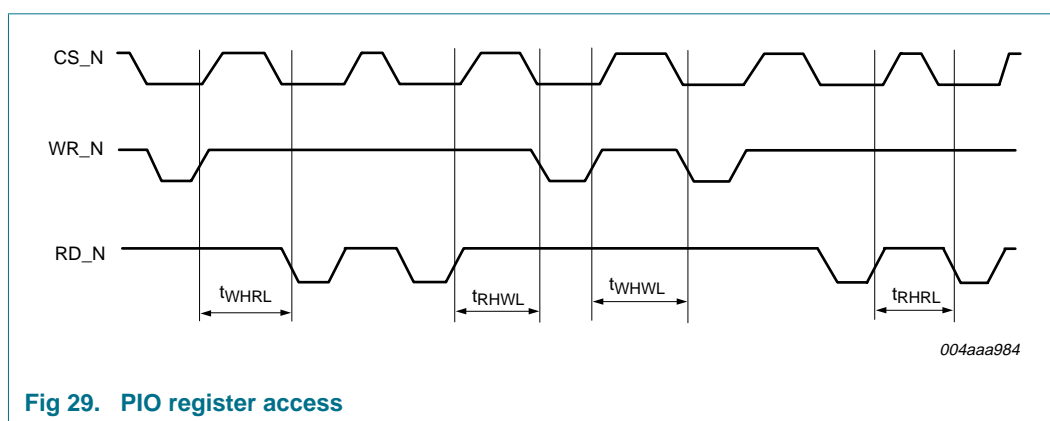 CS_N
WR_N
RD_N
tWHRL
tRHWL
tWHWL
tRHRL
004aaa984
Fig 29. PIO register access